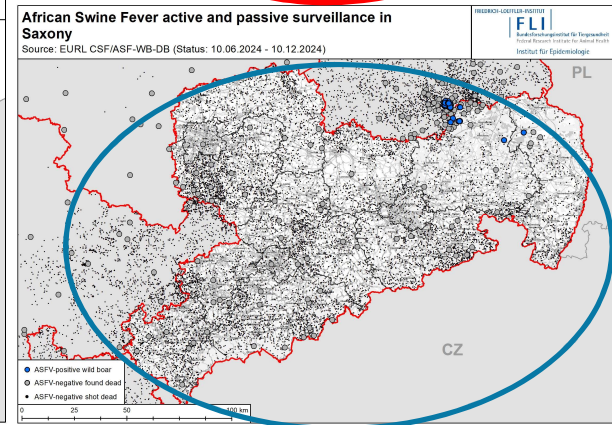 African Swine Fever active and passive surveillance in
Saxony
Source: EURL CSF/ASF-WB-DB (Status: 10.06.2024 - 10.12.2024)
FRIEDRICH-LOEFFLER-INSTITUT
FLI
Bundesforschungsinstitut für Tiergesundheit
Federal Research Institute for Animal Health
Institut für Epidemiologie
PL
CZ
ASFV-positive wild boar
ASFV-negative found dead
ASFV-negative shot dead
0 25 50 100 km